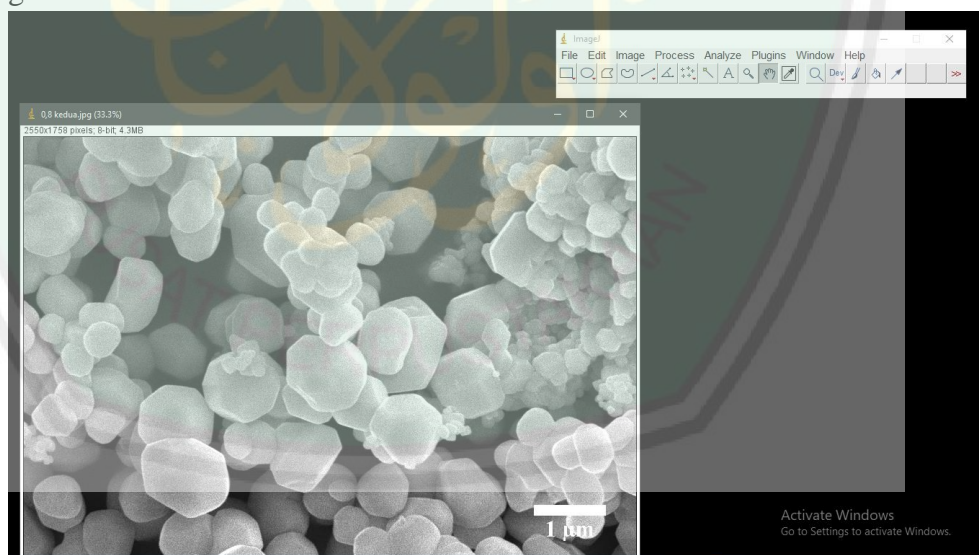 ImageJ
File Edit Image Process Analyze Plugins Window Help
Dev
0,8 kedua.jpg (33.3%)
2550x1758 pixels; 8-bit; 4.3MB
1 µm
Activate Windows
Go to Settings to activate Windows.